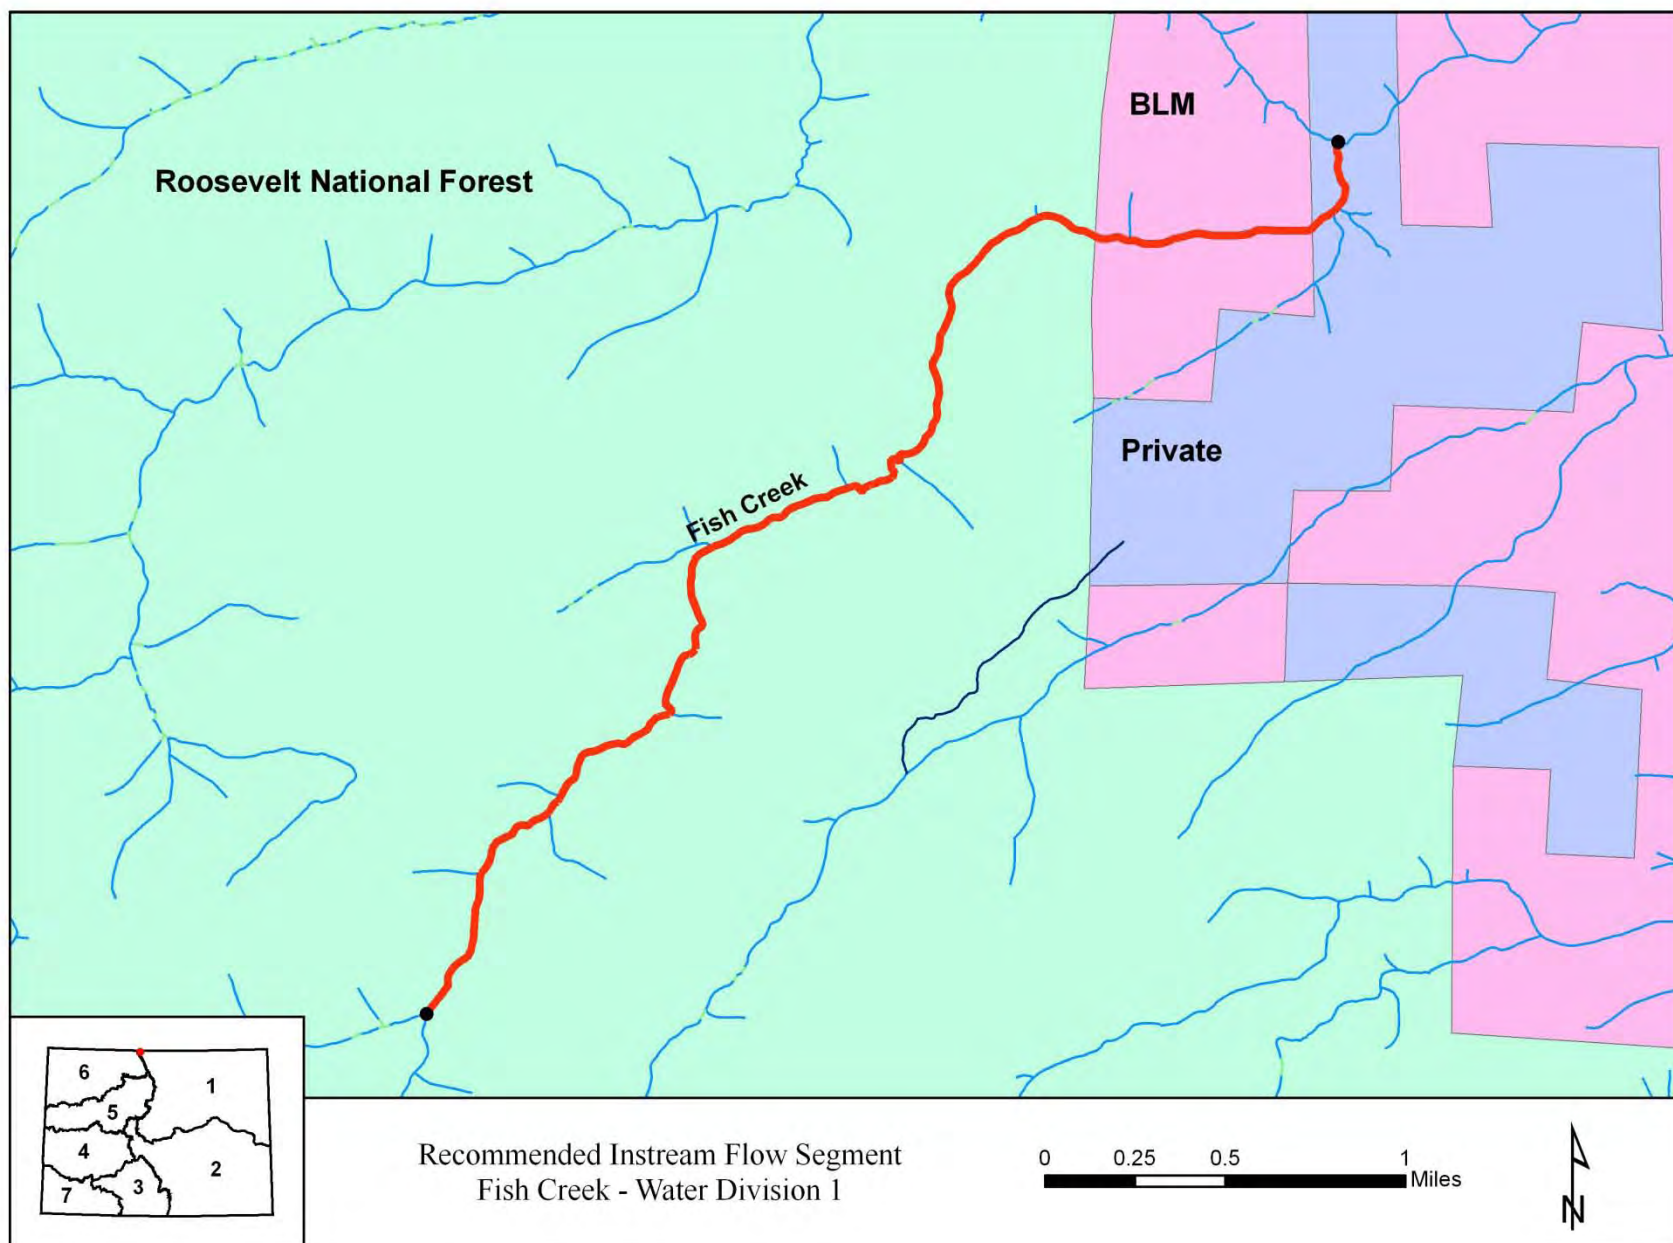 BLM
Roosevelt National Forest
Private
Fish Creek
6
1
5
4
2
3
7
Recommended Instream Flow Segment
Fish Creek - Water Division 1
0 0.25 0.5 1
Miles
N